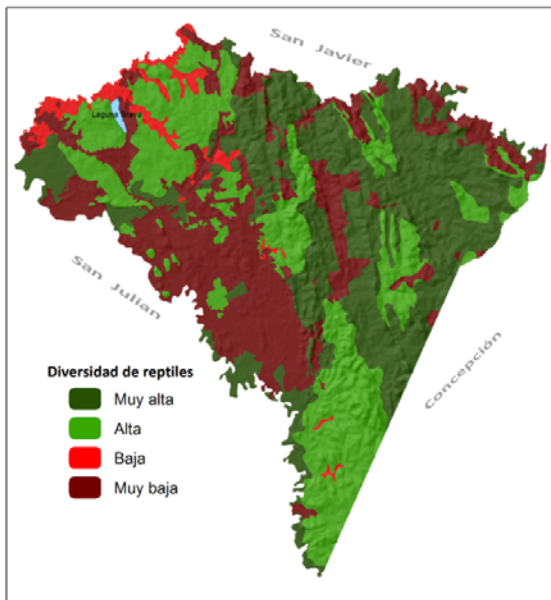 San Javier
San Julian
Concepción
Diversidad de reptiles
Muy alta
Alta
Baja
Muy baja